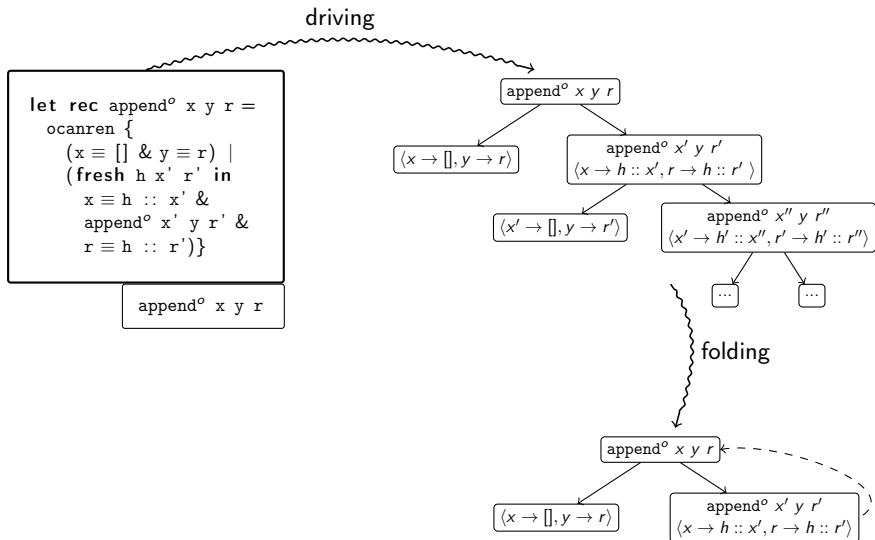 driving
let rec appendᵒ x y r =
ocanren {
(x ≡ [] & y ≡ r) |
(fresh h x' r' in
x ≡ h :: x' &
appendᵒ x' y r' &
r ≡ h :: r')}
appendᵒ x y r
appendᵒ x y r
⟨x → [], y → r⟩
appendᵒ x′ y r′
⟨x → h :: x′, r → h :: r′ ⟩
⟨x′ → [], y → r′⟩
appendᵒ x″ y r″
⟨x′ → h′ :: x″, r′ → h′ :: r″⟩
...
...
folding
appendᵒ x y r
⟨x → [], y → r⟩
appendᵒ x′ y r′
⟨x → h :: x′, r → h :: r′⟩